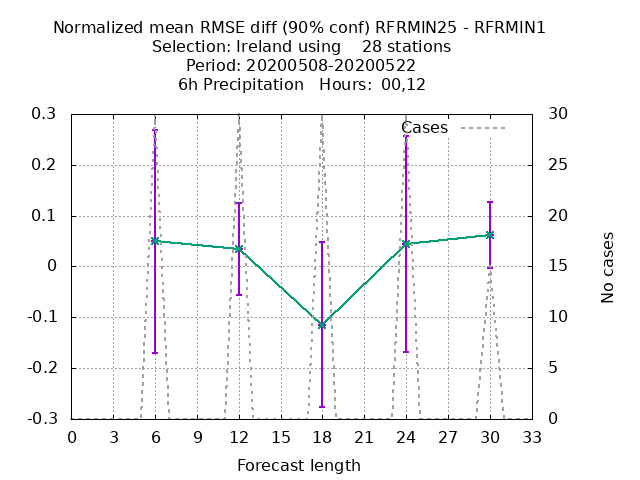 Normalized mean RMSE diff (90% conf) RFRMIN25 - RFRMIN1
Selection: Ireland using 28 stations
Period: 20200508-20200522
6h Precipitation Hours: 00,12
0.3
0.2
0.1
0
-0.1
-0.2
-0.3
Cases
30
25
20
15
10
5
0
No cases
0 3 6 9 12 15 18 21 24 27 30 33
Forecast length